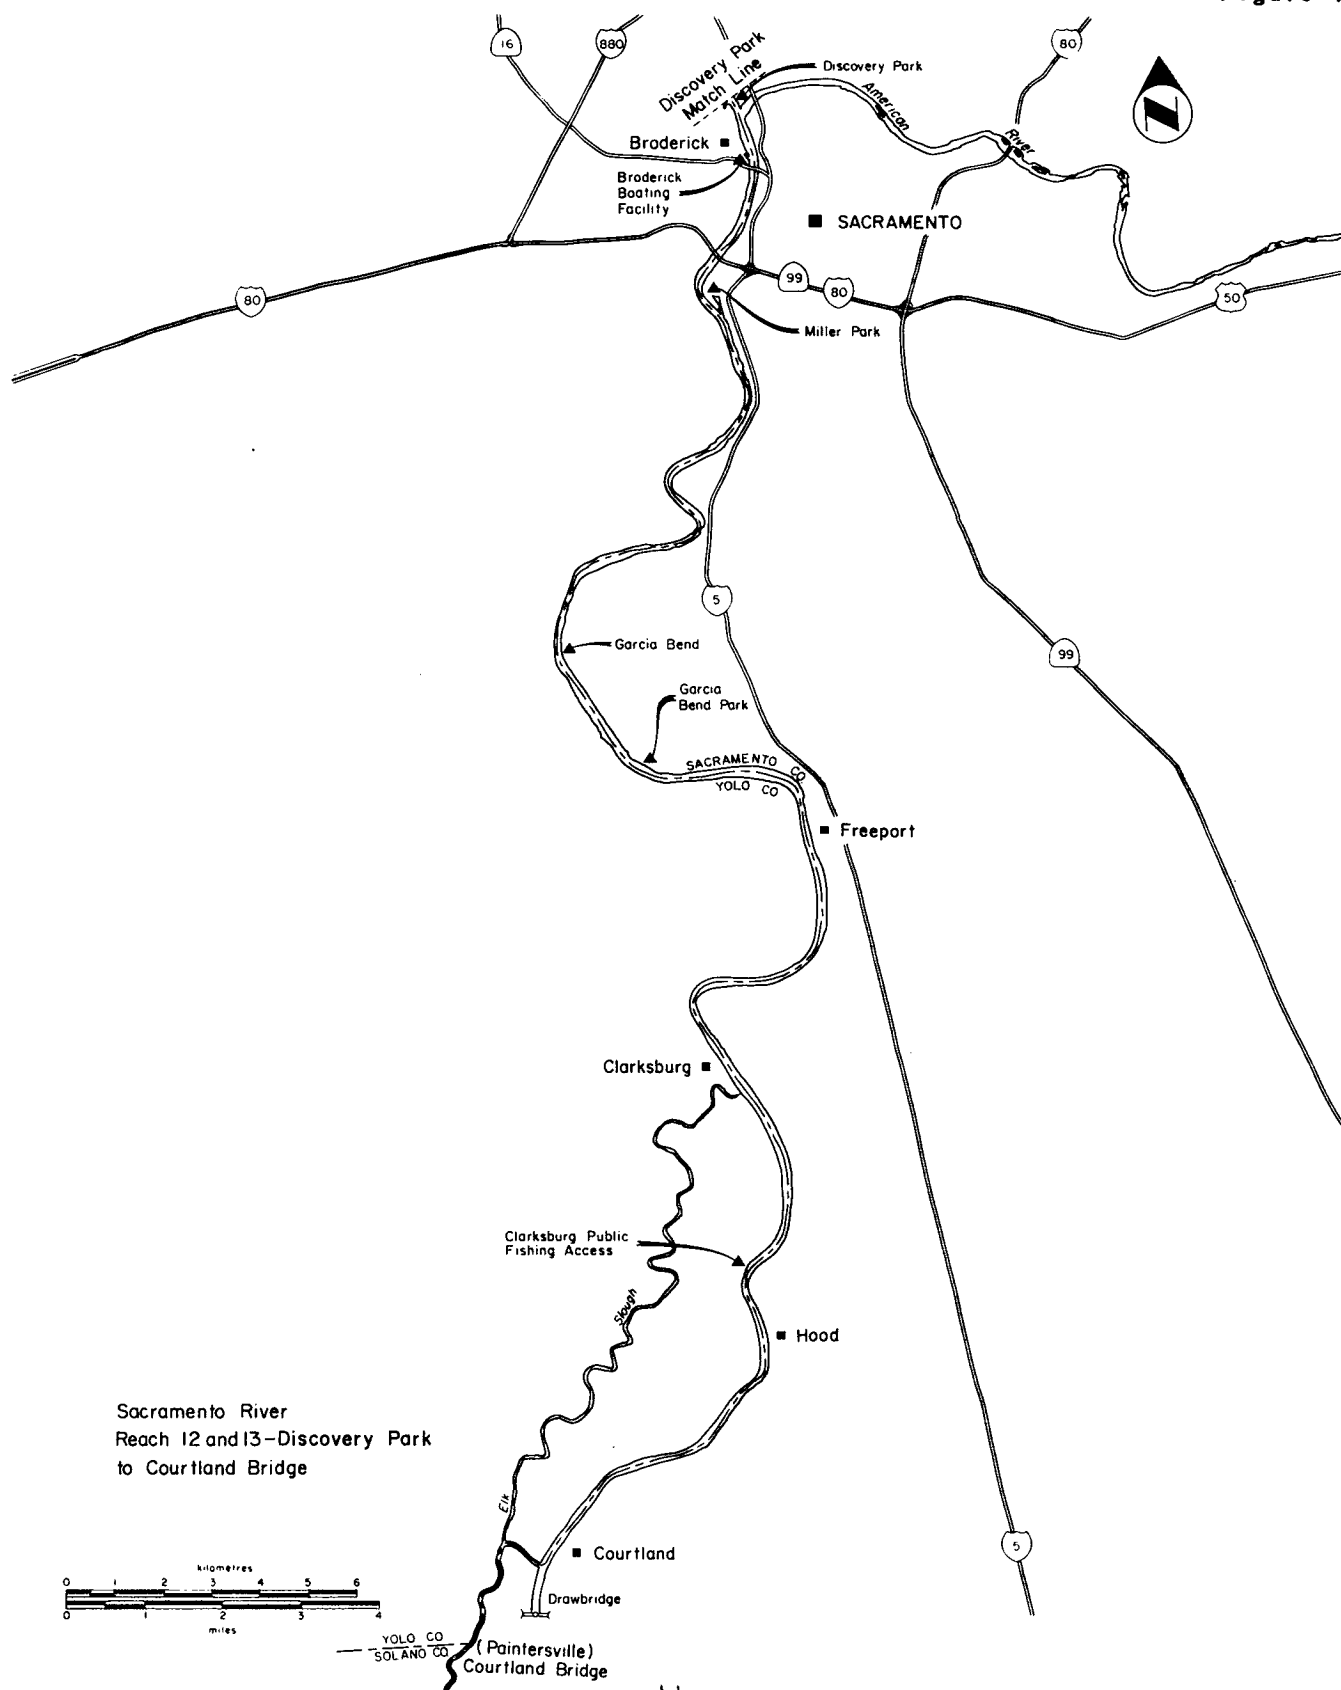 16
880
80
Discovery Park
Match Line
Discovery Park
American
River
Broderick
Broderick
Boating
Facility
SACRAMENTO
80
99
80
50
Miller Park
5
Garcia Bend
99
Garcia
Bend Park
SACRAMENTO CO
YOLO CO
Freeport
Clarksburg
Clarksburg Public
Fishing Access
Slough
Hood
Sacramento River
Reach 12 and 13-Discovery Park
to Courtland Bridge
Elk
5
Courtland
kilometres
0 1 2 3 4 5 6
0 1 2 3 4
miles
Drawbridge
YOLO CO
SOLANO CO
(Paintersville)
Courtland Bridge